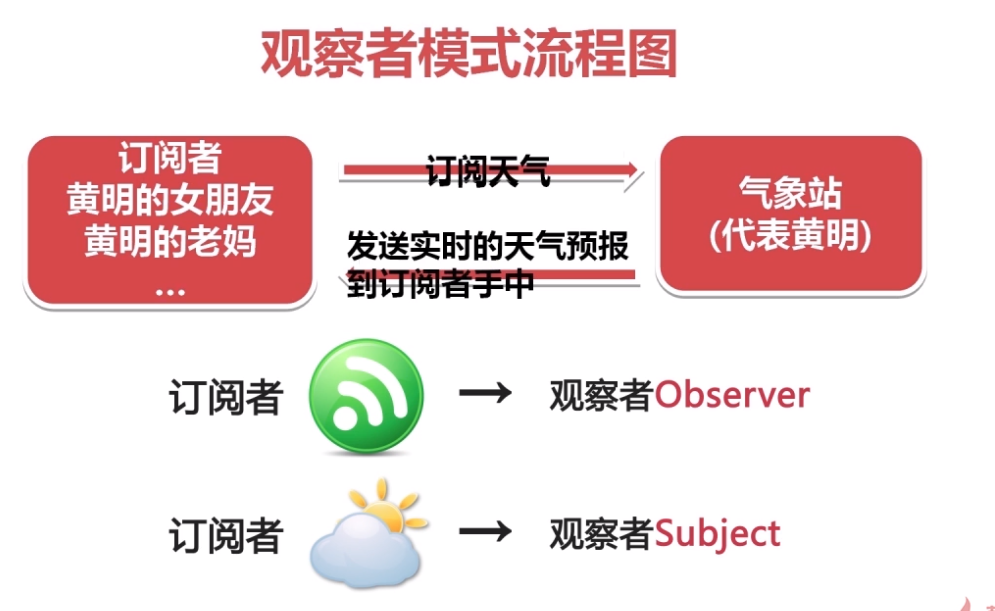 观察者模式流程图
订阅者
黄明的女朋友
黄明的老妈
...
订阅天气
发送实时的天气预报
到订阅者手中
气象站
(代表黄明)
订阅者 → 观察者Observer
订阅者 → 观察者Subject